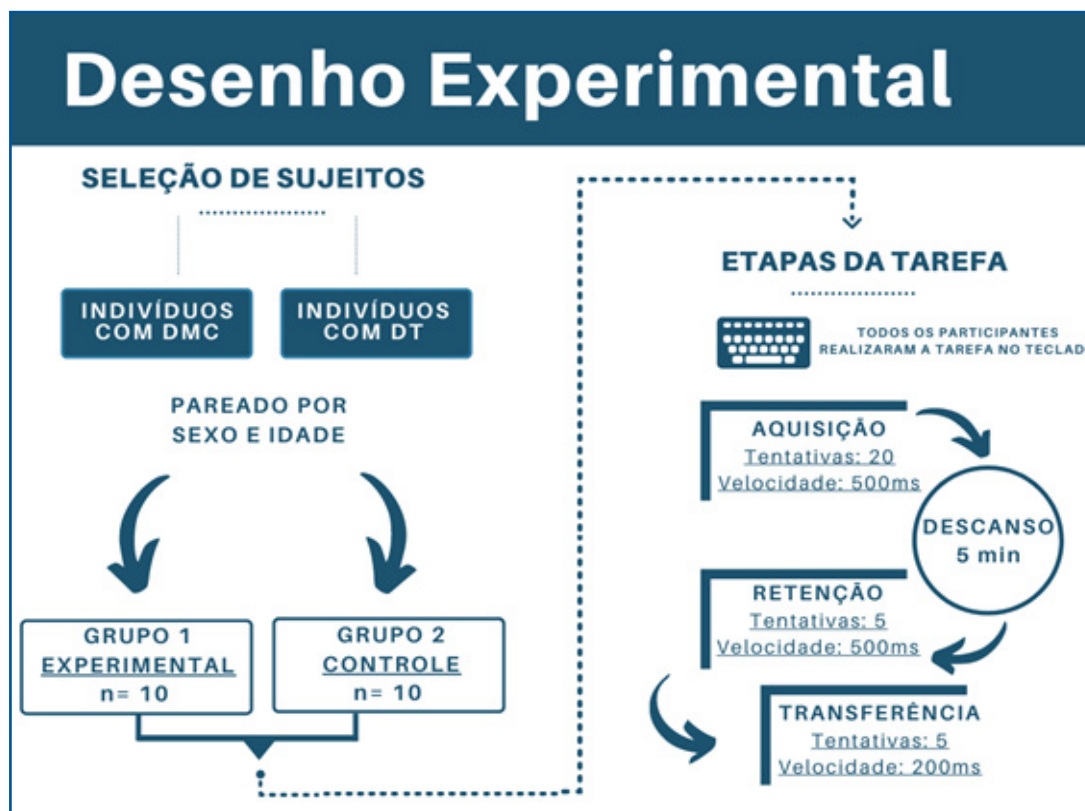 Desenho Experimental
SELEÇÃO DE SUJEITOS
INDIVÍDUOS
COM DMC
INDIVÍDUOS
COM DT
PAREADO POR
SEXO E IDADE
GRUPO 1
EXPERIMENTAL
n= 10
GRUPO 2
CONTROLE
n= 10
ETAPAS DA TAREFA
TODOS OS PARTICIPANTES
REALIZARAM A TAREFA NO TECLAD
AQUISIÇÃO
Tentativas: 20
Velocidade: 500ms
DESCANSO
5 min
RETENÇÃO
Tentativas: 5
Velocidade: 500ms
TRANSFERÊNCIA
Tentativas: 5
Velocidade: 200ms